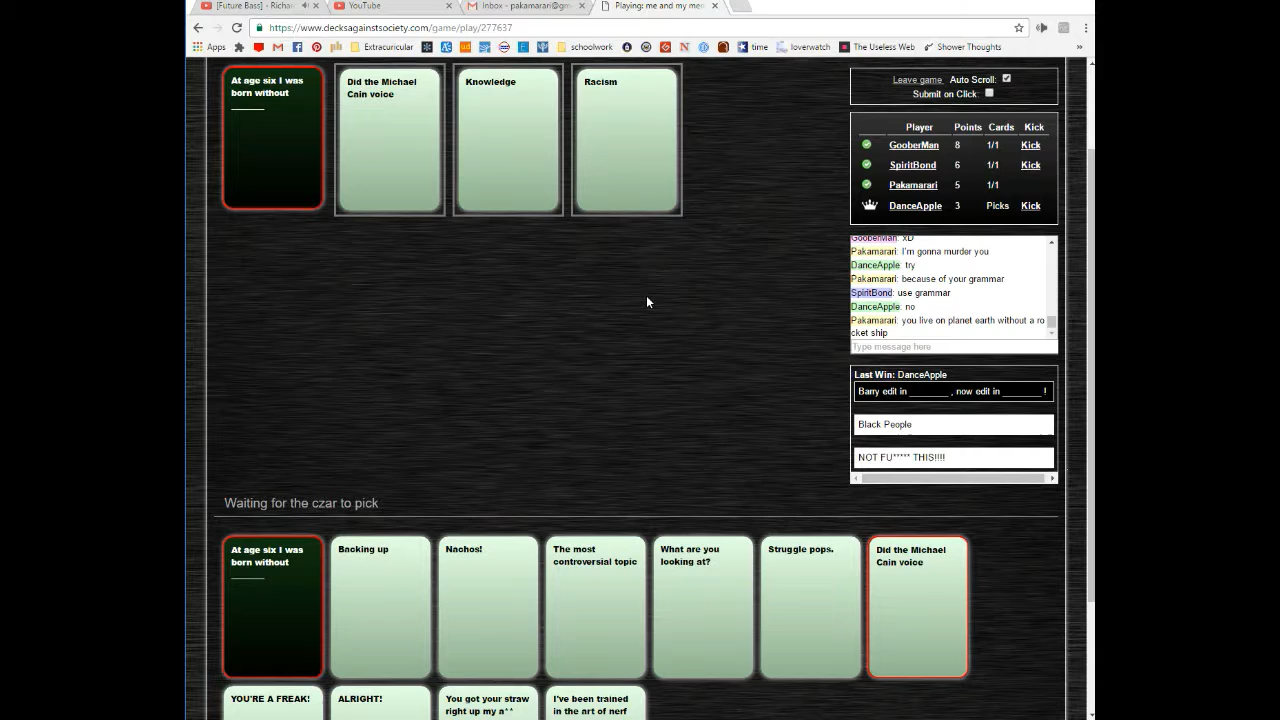 [Future Bass] - Richar
YouTube
Inbox - pakamarari@gm
Playing: me and my me
https://www.decksagainstsociety.com/game/play/277637
Apps
Extracurricular
schoolwork
time
loverwatch
The Useless Web
Shower Thoughts
»
At age six I was
born without
______
Did the Michael
Cain voice
Knowledge
Racism
Leave game. Auto Scroll:
Submit on Click:
Player Points Cards Kick
GooberMan 8 1/1 Kick
SpiritBond 6 1/1 Kick
Pakamarari 5 1/1
DanceApple 3 Picks Kick
GooberMan: xD
Pakamarari: I'm gonna murder you
DanceApple: try
Pakamarari: because of your grammar
SpiritBond: use grammar
DanceApple: no
Pakamarari: you live on planet earth without a ro
cket ship
Type message here
Last Win: DanceApple
Barry edit in _______ , now edit in _______ !
Black People
NOT FU***** THIS!!!!
Waiting for the czar to pick
At age six I was
born without
______
Backing up
Nachos!
The most
controversial topic
What are you
looking at?
Struggle pops.
Did the Michael
Cain voice
YOU'RE A FREAK!
ALRIGHT!
You got your straw
right up my a**
I've been trained
in the art of nerf